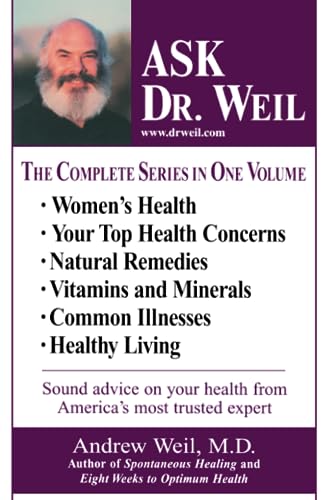 ASK
DR. WEIL
www.drweil.com
THE COMPLETE SERIES IN ONE VOLUME
· Women's Health
· Your Top Health Concerns
· Natural Remedies
· Vitamins and Minerals
· Common Illnesses
· Healthy Living
Sound advice on your health from
America's most trusted expert
Andrew Weil, M.D.
Author of Spontaneous Healing and
Eight Weeks to Optimum Health